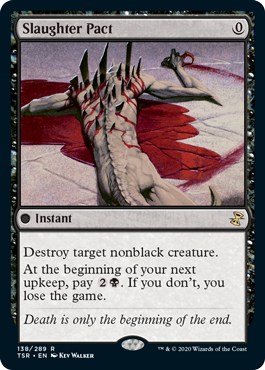 Slaughter Pact 0
Instant
Destroy target nonblack creature.
At the beginning of your next
upkeep, pay 2. If you don't, you
lose the game.
Death is only the beginning of the end.
138/289 R
TSR • EN Key Walker
™ & © 2020 Wizards of the Coast